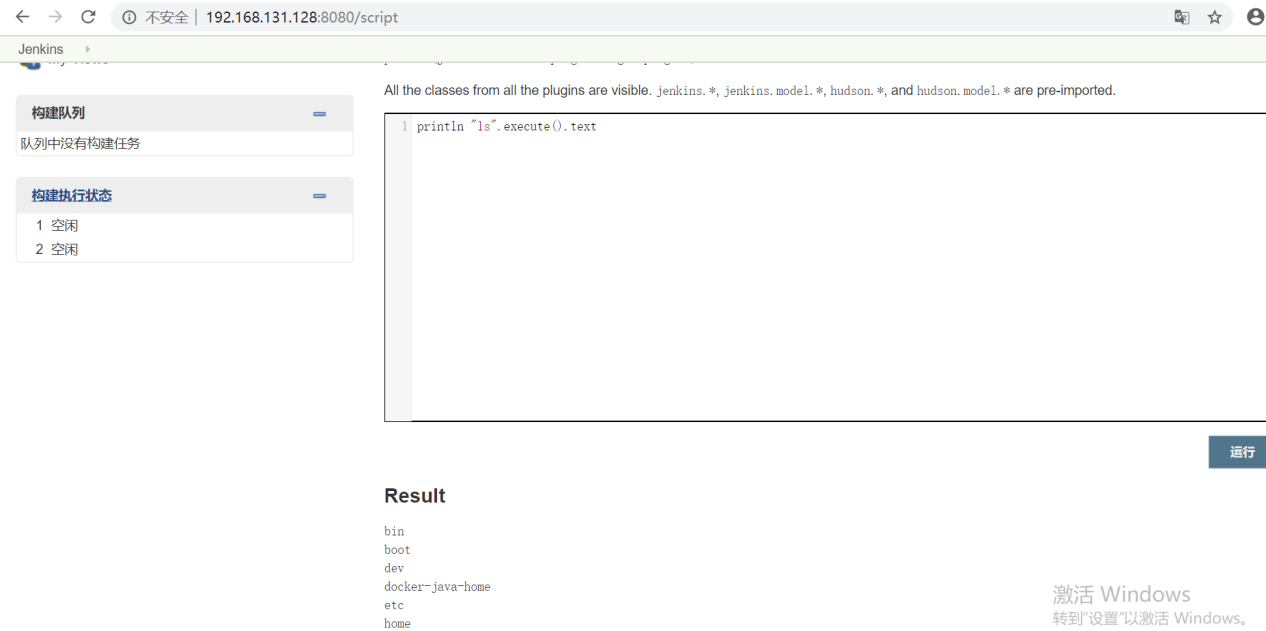 不安全 | 192.168.131.128:8080/script
Jenkins
My Views
构建队列
队列中没有构建任务
构建执行状态
1 空闲
2 空闲
All the classes from all the plugins are visible. jenkins.*, jenkins.model.*, hudson.*, and hudson.model.* are pre-imported.
1 println "ls".execute().text
运行
Result
bin
boot
dev
docker-java-home
etc
home
激活 Windows
转到"设置"以激活 Windows。